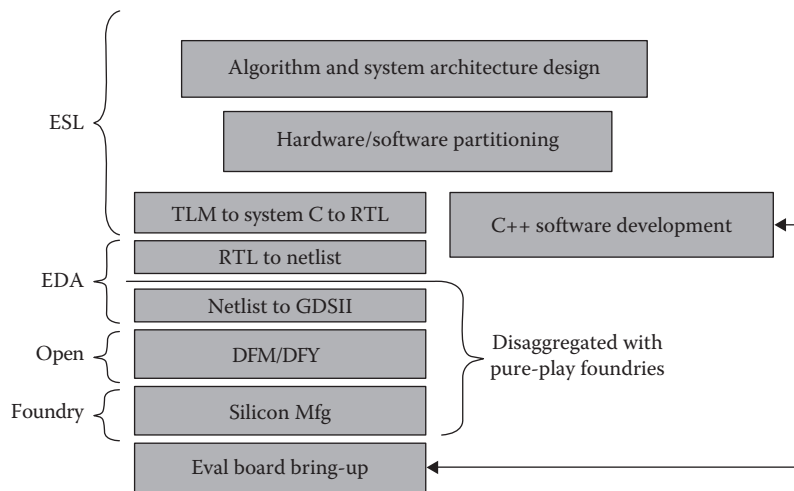 Algorithm and system architecture design
ESL
Hardware/software partitioning
TLM to system C to RTL
C++ software development
RTL to netlist
EDA
Netlist to GDSII
Open
DFM/DFY
Disaggregated with
pure-play foundries
Foundry
Silicon Mfg
Eval board bring-up